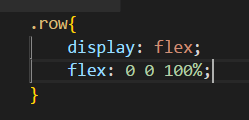 .row{
display: flex;
flex: 0 0 100%;
}